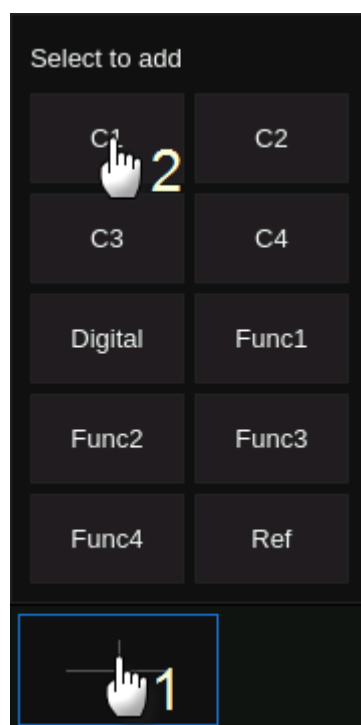 Select to add
C1 2
C2
C3
C4
Digital
Func1
Func2
Func3
Func4
Ref
1